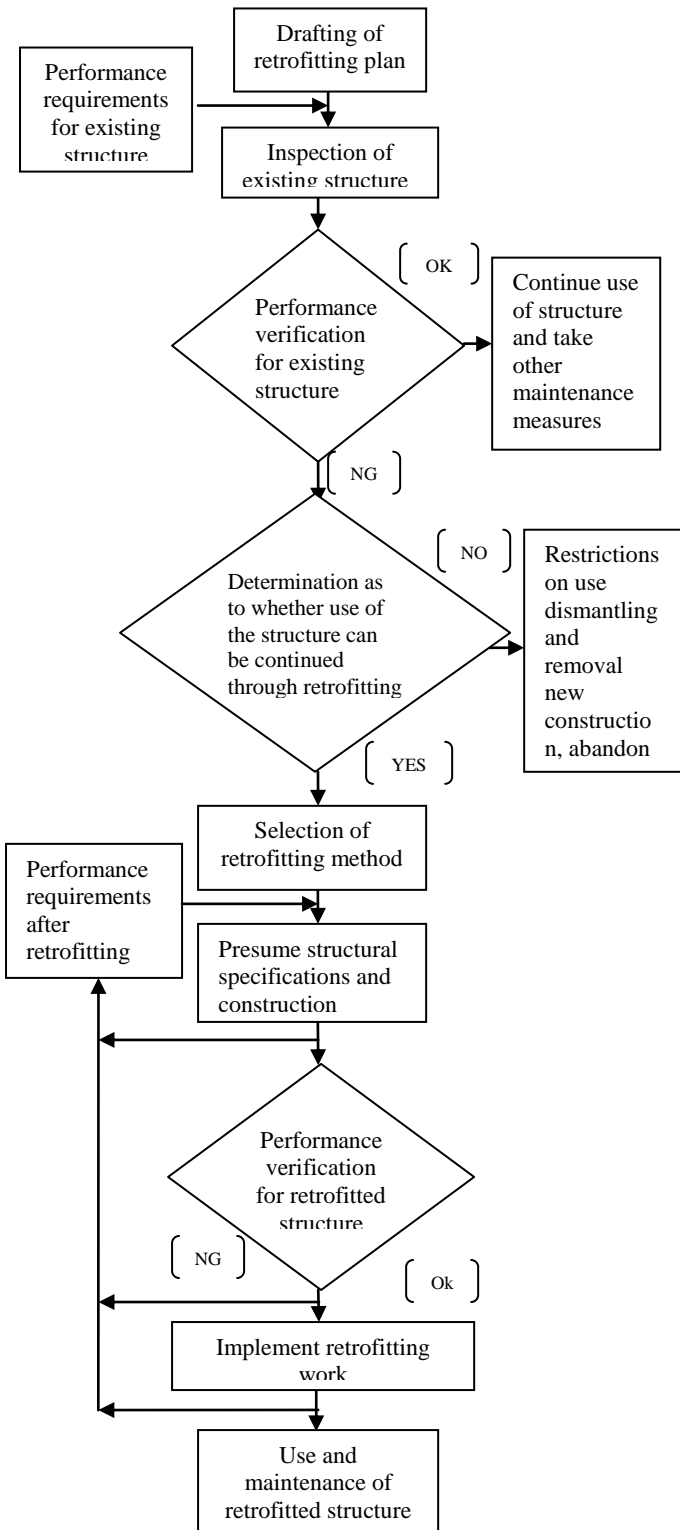 Drafting of
retrofitting plan
Performance
requirements
for existing
structure
Inspection of
existing structure
OK
Performance
verification
for existing
structure
Continue use
of structure
and take
other
maintenance
measures
NG
NO
Determination as
to whether use of
the structure can
be continued
through retrofitting
Restrictions
on use
dismantling
and
removal
new
constructio
n, abandon
YES
Selection of
retrofitting method
Performance
requirements
after
retrofitting
Presume structural
specifications and
construction
Performance
verification
for retrofitted
structure
NG
Ok
Implement retrofitting
work
Use and
maintenance of
retrofitted structure